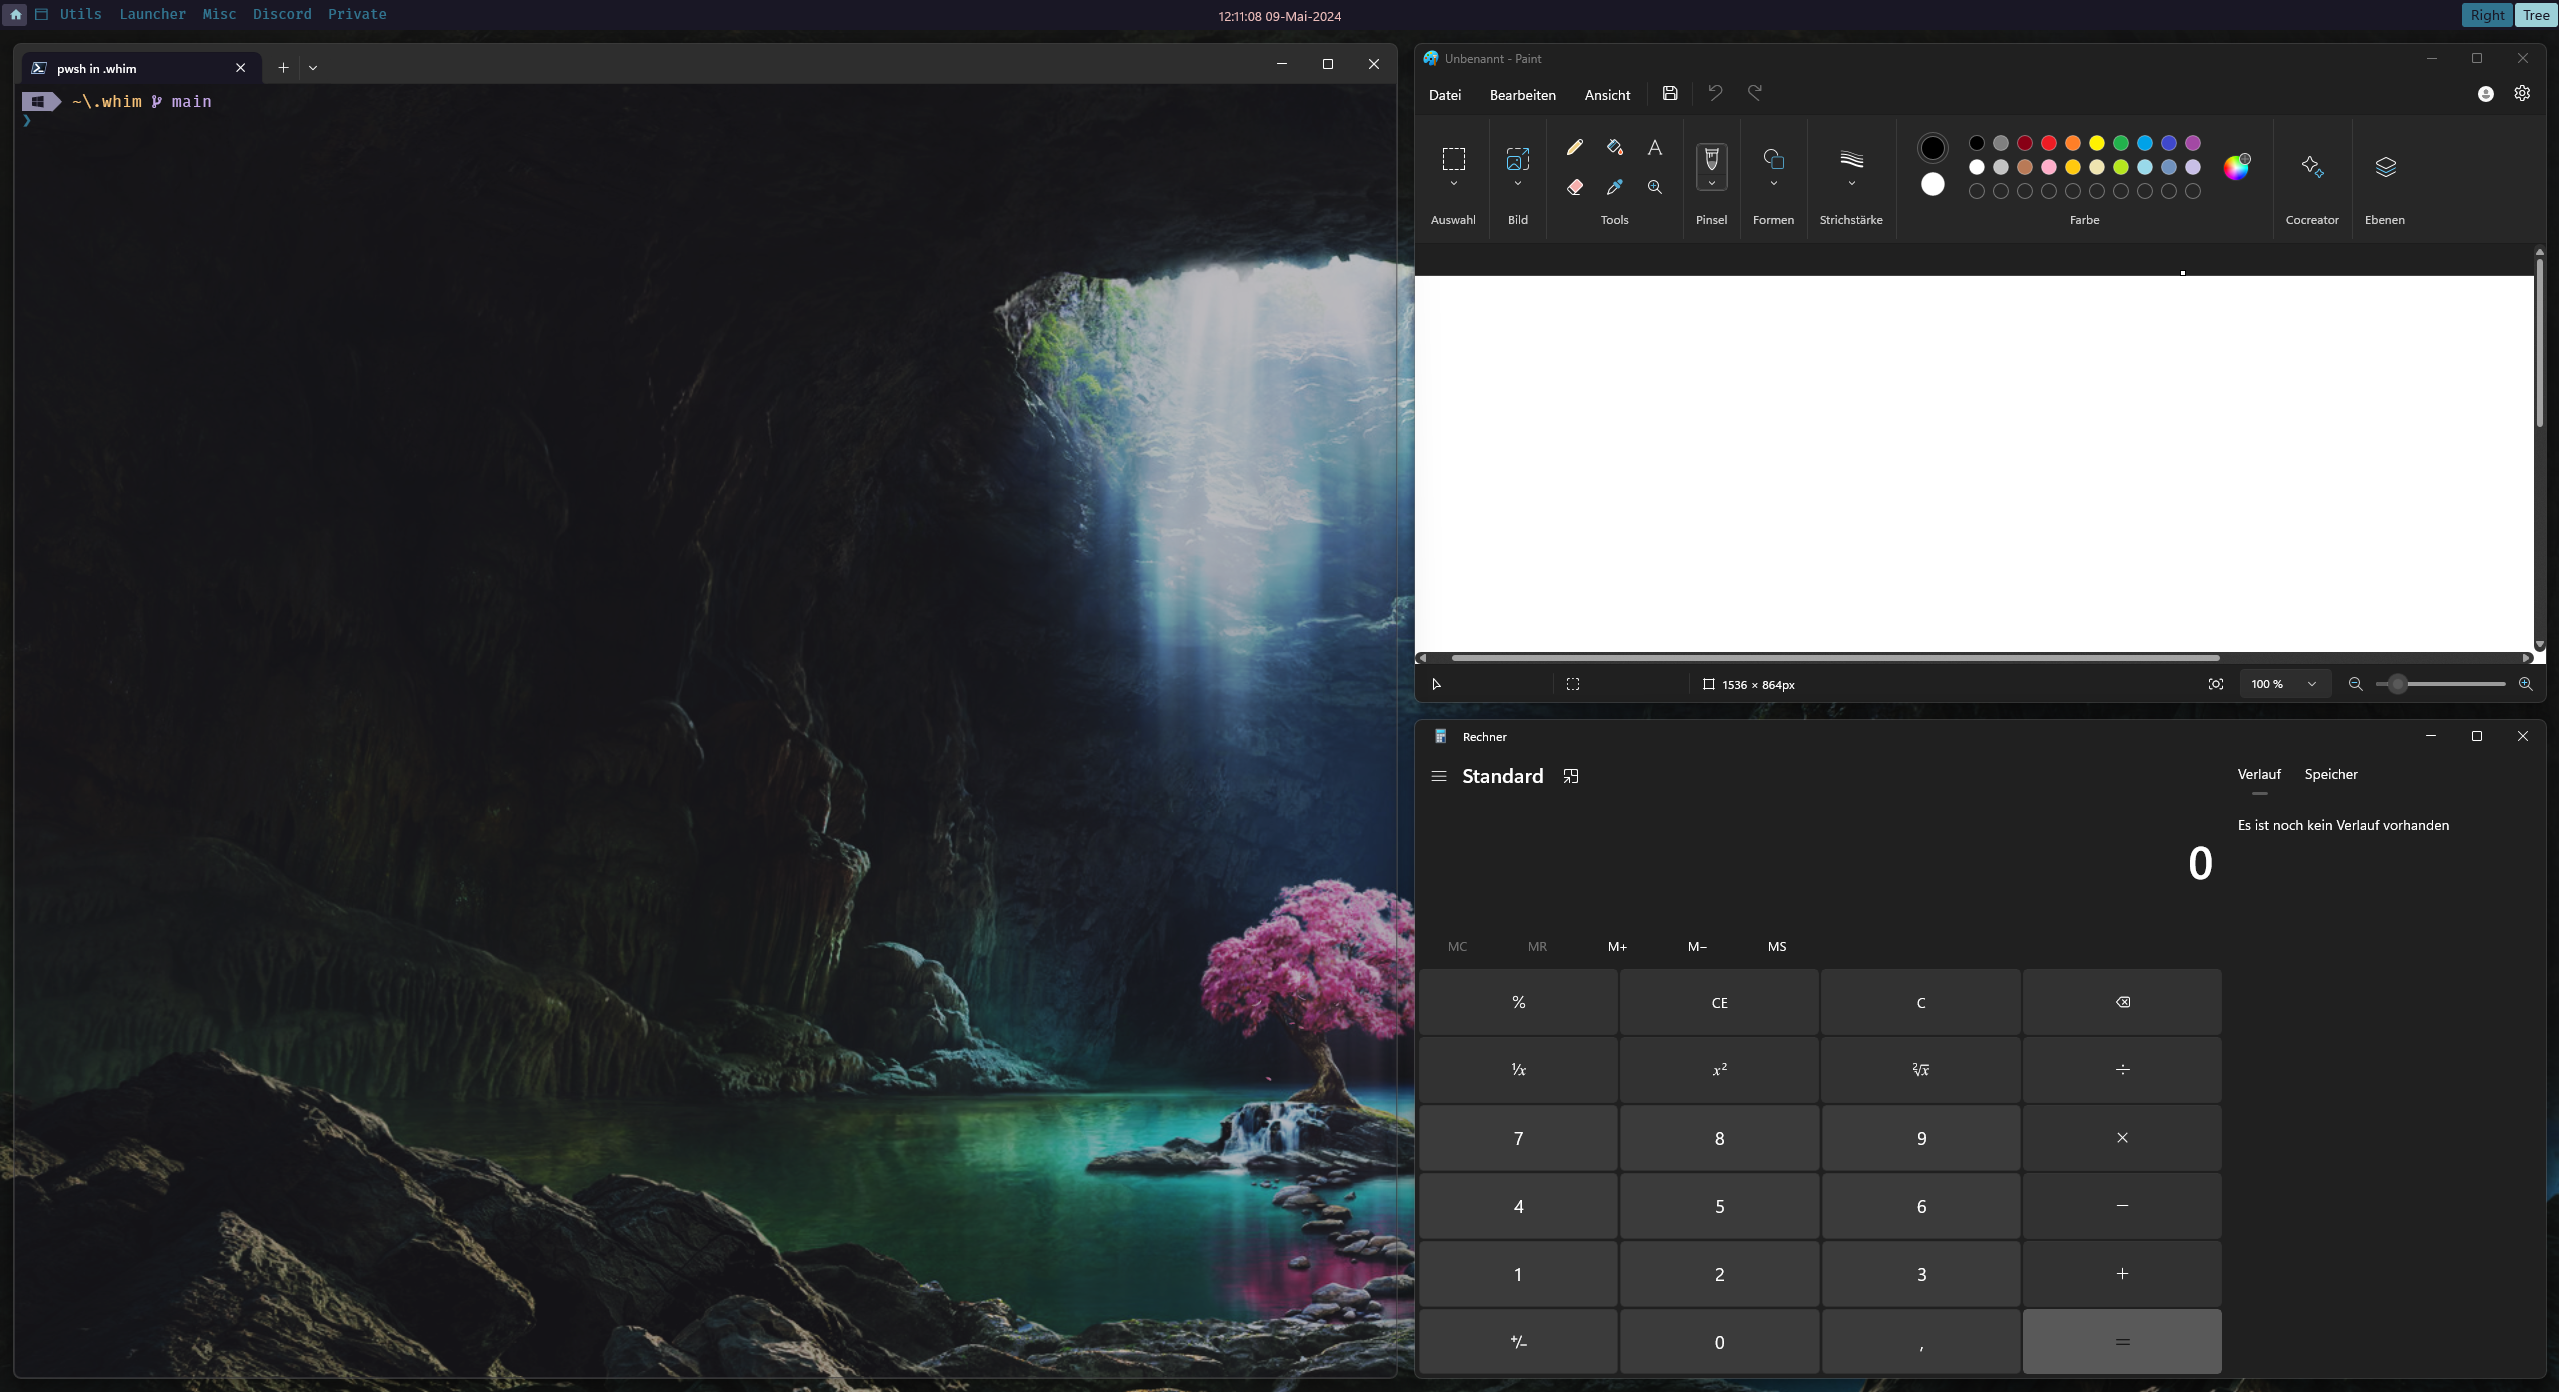 Utils Launcher Misc Discord Private
12:11:08 09-Mai-2024
Right Tree
pwsh in .whim
~\.whim main
❯
Unbenannt - Paint
Datei Bearbeiten Ansicht
Auswahl Bild Tools Pinsel Formen Strichstärke Farbe Cocreator Ebenen
1536 × 864px
100 %
Rechner
Standard
Verlauf Speicher
Es ist noch kein Verlauf vorhanden
0
MC MR M+ M− MS
% CE C
¹/x x² ²√x ÷
7 8 9 ×
4 5 6 −
1 2 3 +
+/− 0 , =